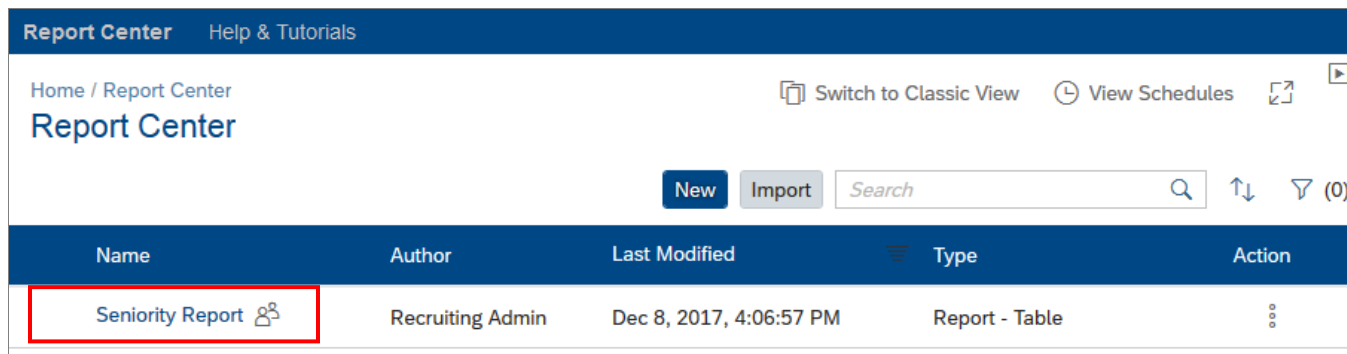 Report Center Help & Tutorials
Home / Report Center
Switch to Classic View View Schedules
Report Center
New Import Search (0)
Name Author Last Modified Type Action
Seniority Report Recruiting Admin Dec 8, 2017, 4:06:57 PM Report - Table